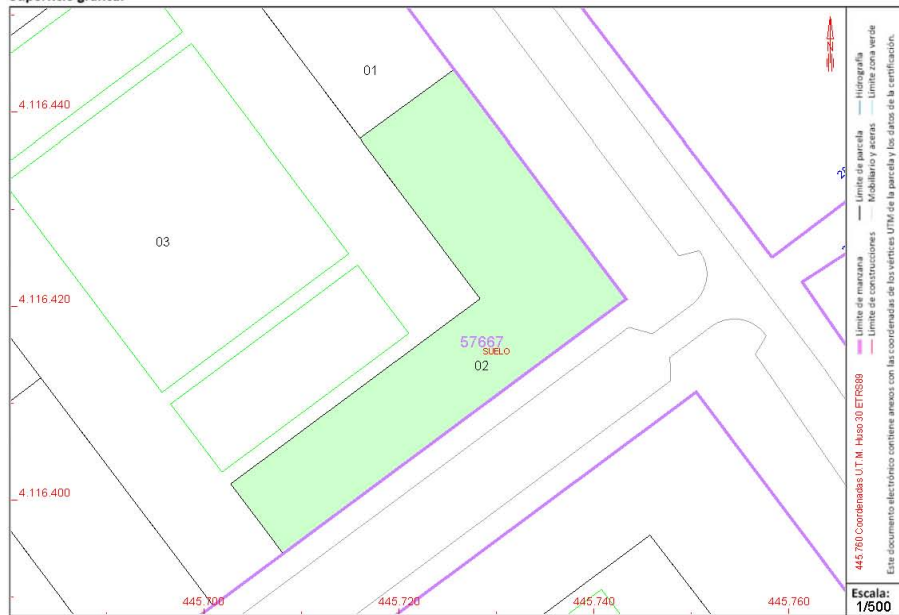 01
4.116.440
03
4.116.420
57667
SUELO
02
4.116.400
445.700
445.720
445.740
445.760
N
445.760 Coordenadas U.T.M. Huso 30 ETRS89
Límite de manzana
Límite de parcela
Hidrografía
Límite de construcciones
Mobiliario y aceras
Límite zona verde
Este documento electrónico contiene anexos con las coordenadas de los vértices UTM de la parcela y los datos de la certificación.
Escala:
1/500